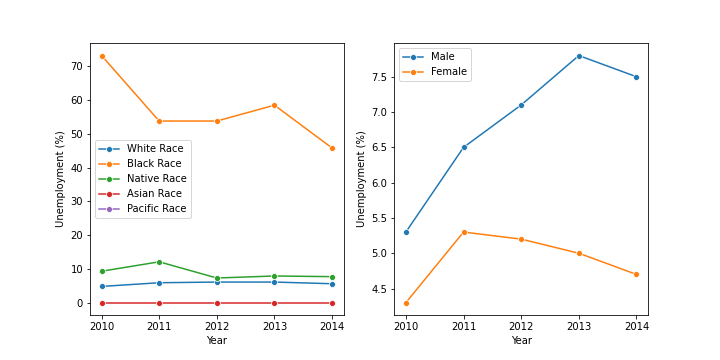 70
60
50
40
30
20
10
0
Unemployment (%)
White Race
Black Race
Native Race
Asian Race
Pacific Race
2010 2011 2012 2013 2014
Year
Male
Female
7.5
7.0
6.5
6.0
5.5
5.0
4.5
Unemployment (%)
2010 2011 2012 2013 2014
Year